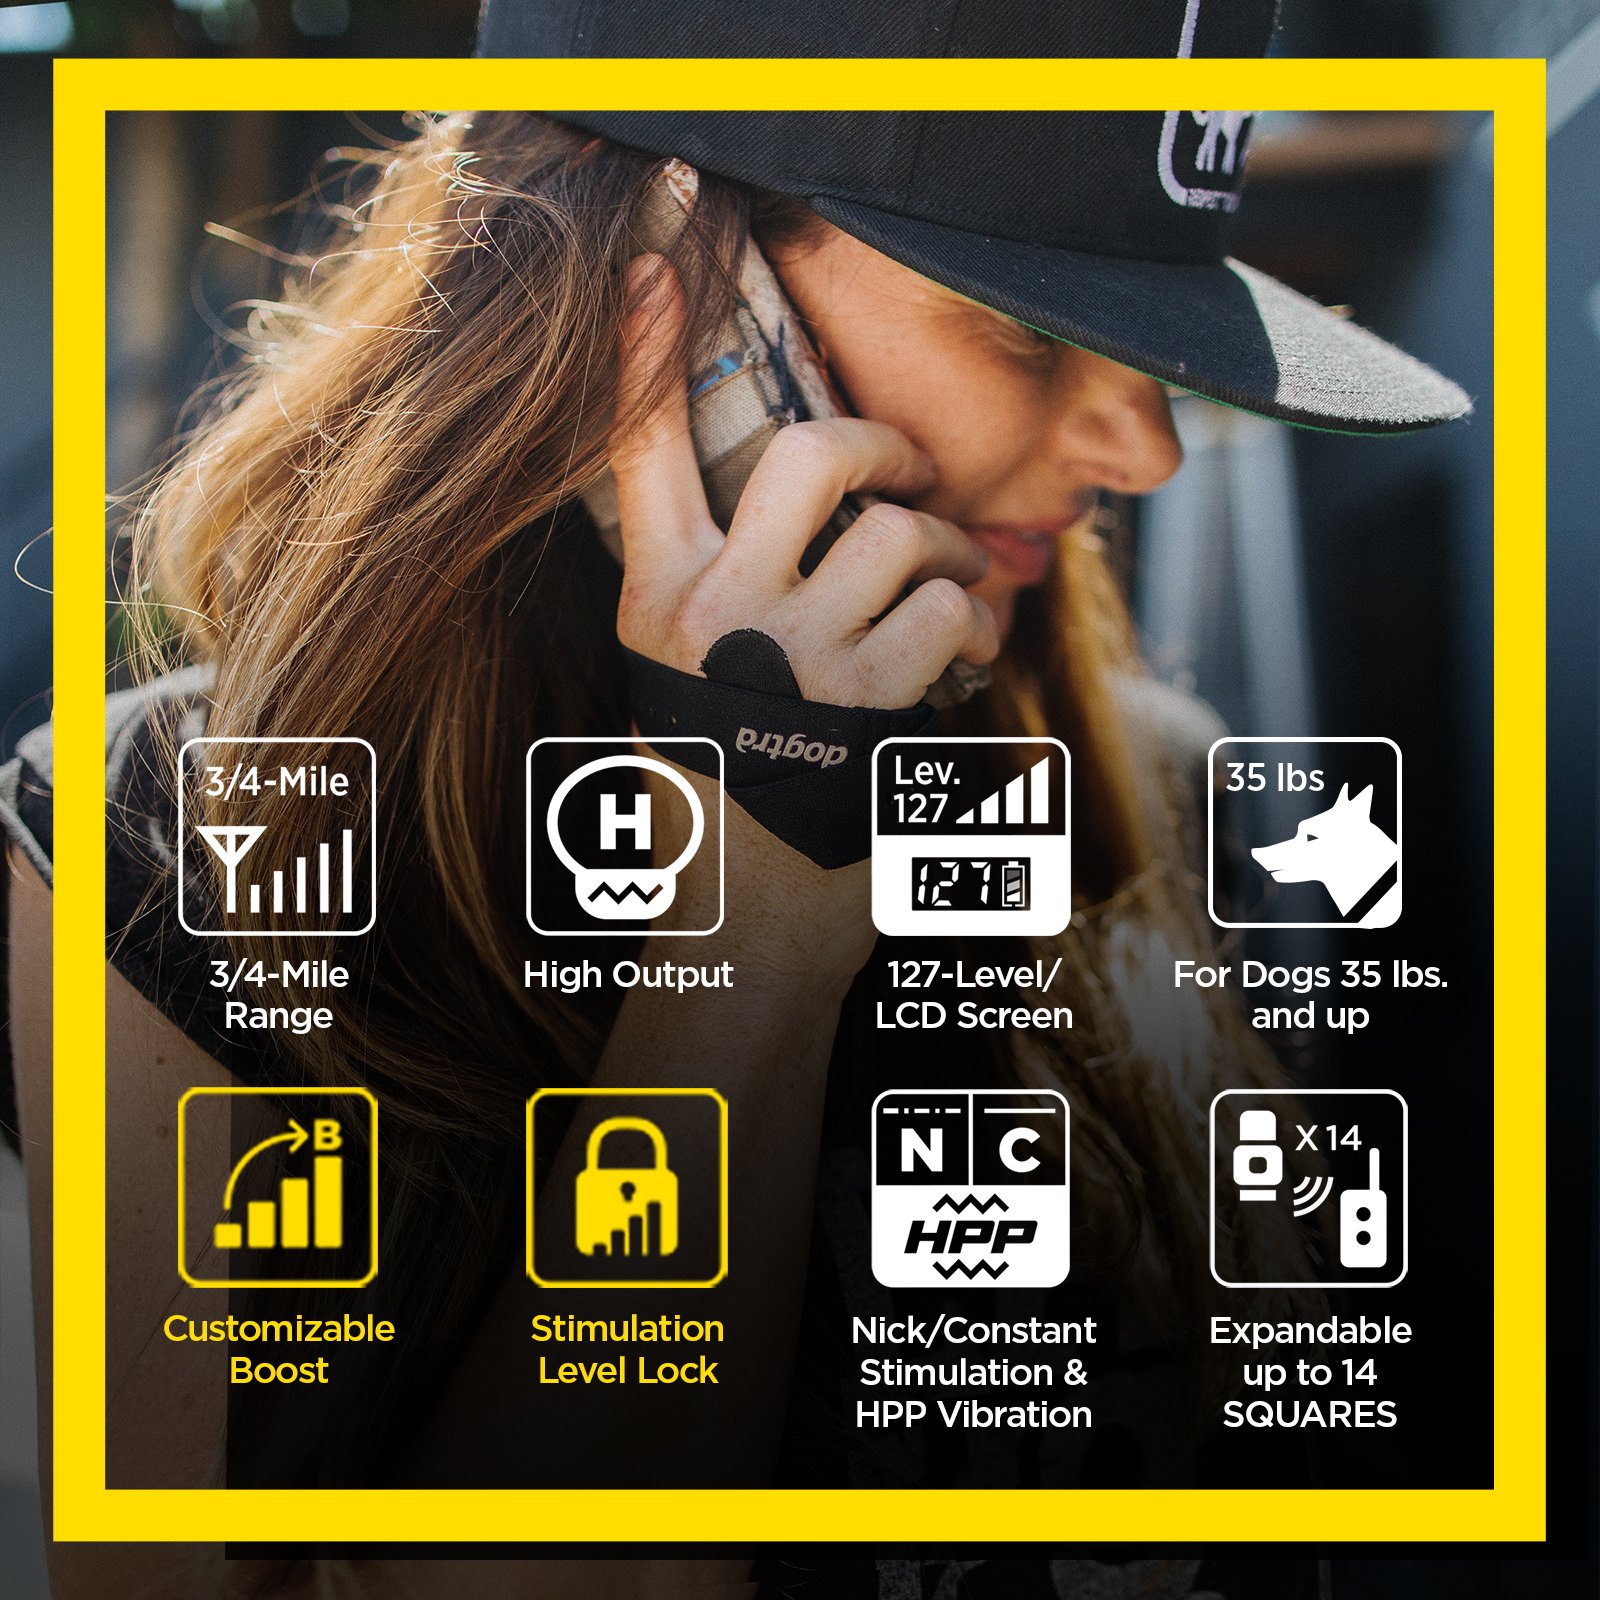 dogtra
3/4-Mile
H
Lev.
127
127
35 lbs
3/4-Mile
Range
High Output
127-Level/
LCD Screen
For Dogs 35 lbs.
and up
B
N C
HPP
X 14
Customizable
Boost
Stimulation
Level Lock
Nick/Constant
Stimulation &
HPP Vibration
Expandable
up to 14
SQUARES